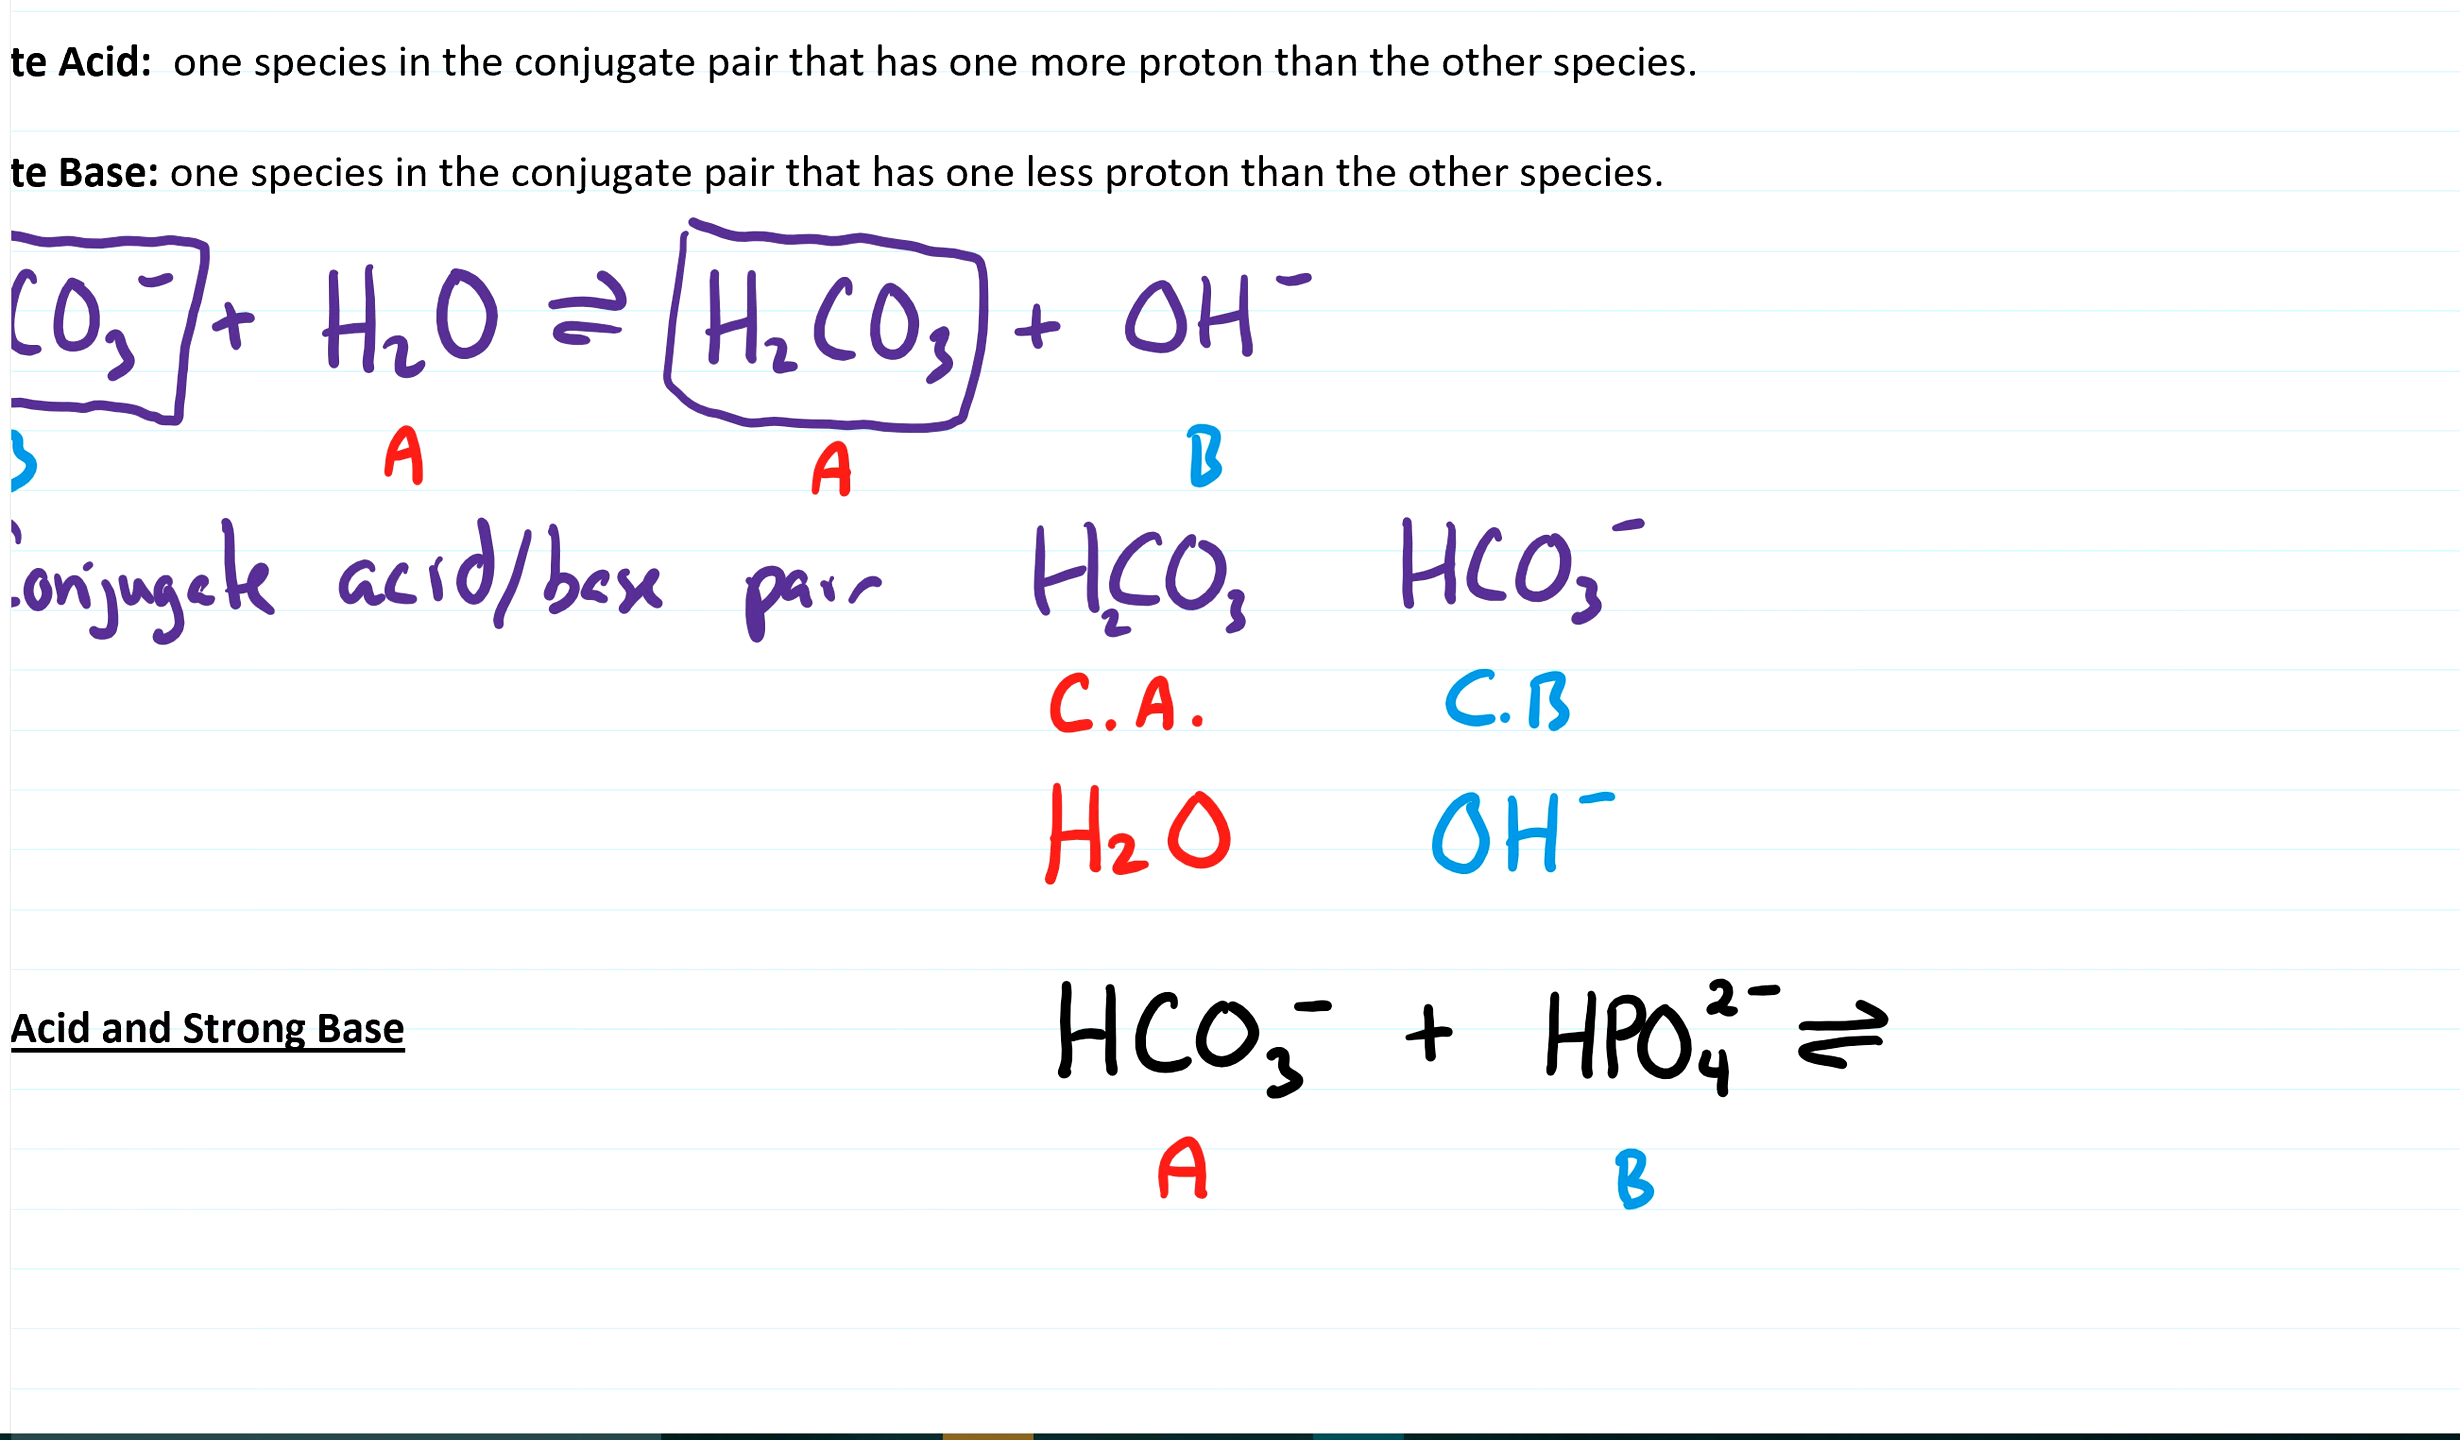 te Acid: one species in the conjugate pair that has one more proton than the other species.
te Base: one species in the conjugate pair that has one less proton than the other species.
CO₃⁻ + H₂O ⇌ H₂CO₃ + OH⁻
B A A B
onjugate acid/base pair H₂CO₃ HCO₃⁻
C.A. C.B
H₂O OH⁻
Acid and Strong Base HCO₃⁻ + HPO₄²⁻ ⇌
A B